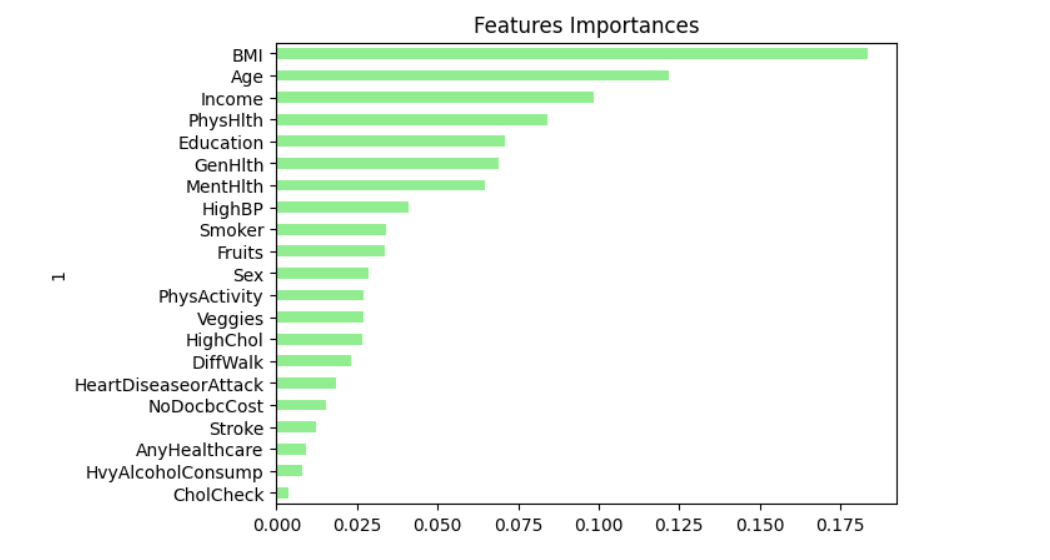 Features Importances
BMI
Age
Income
PhysHlth
Education
GenHlth
MentHlth
HighBP
Smoker
Fruits
Sex
PhysActivity
Veggies
HighChol
DiffWalk
HeartDiseaseorAttack
NoDocbcCost
Stroke
AnyHealthcare
HvyAlcoholConsump
CholCheck
1
0.000 0.025 0.050 0.075 0.100 0.125 0.150 0.175